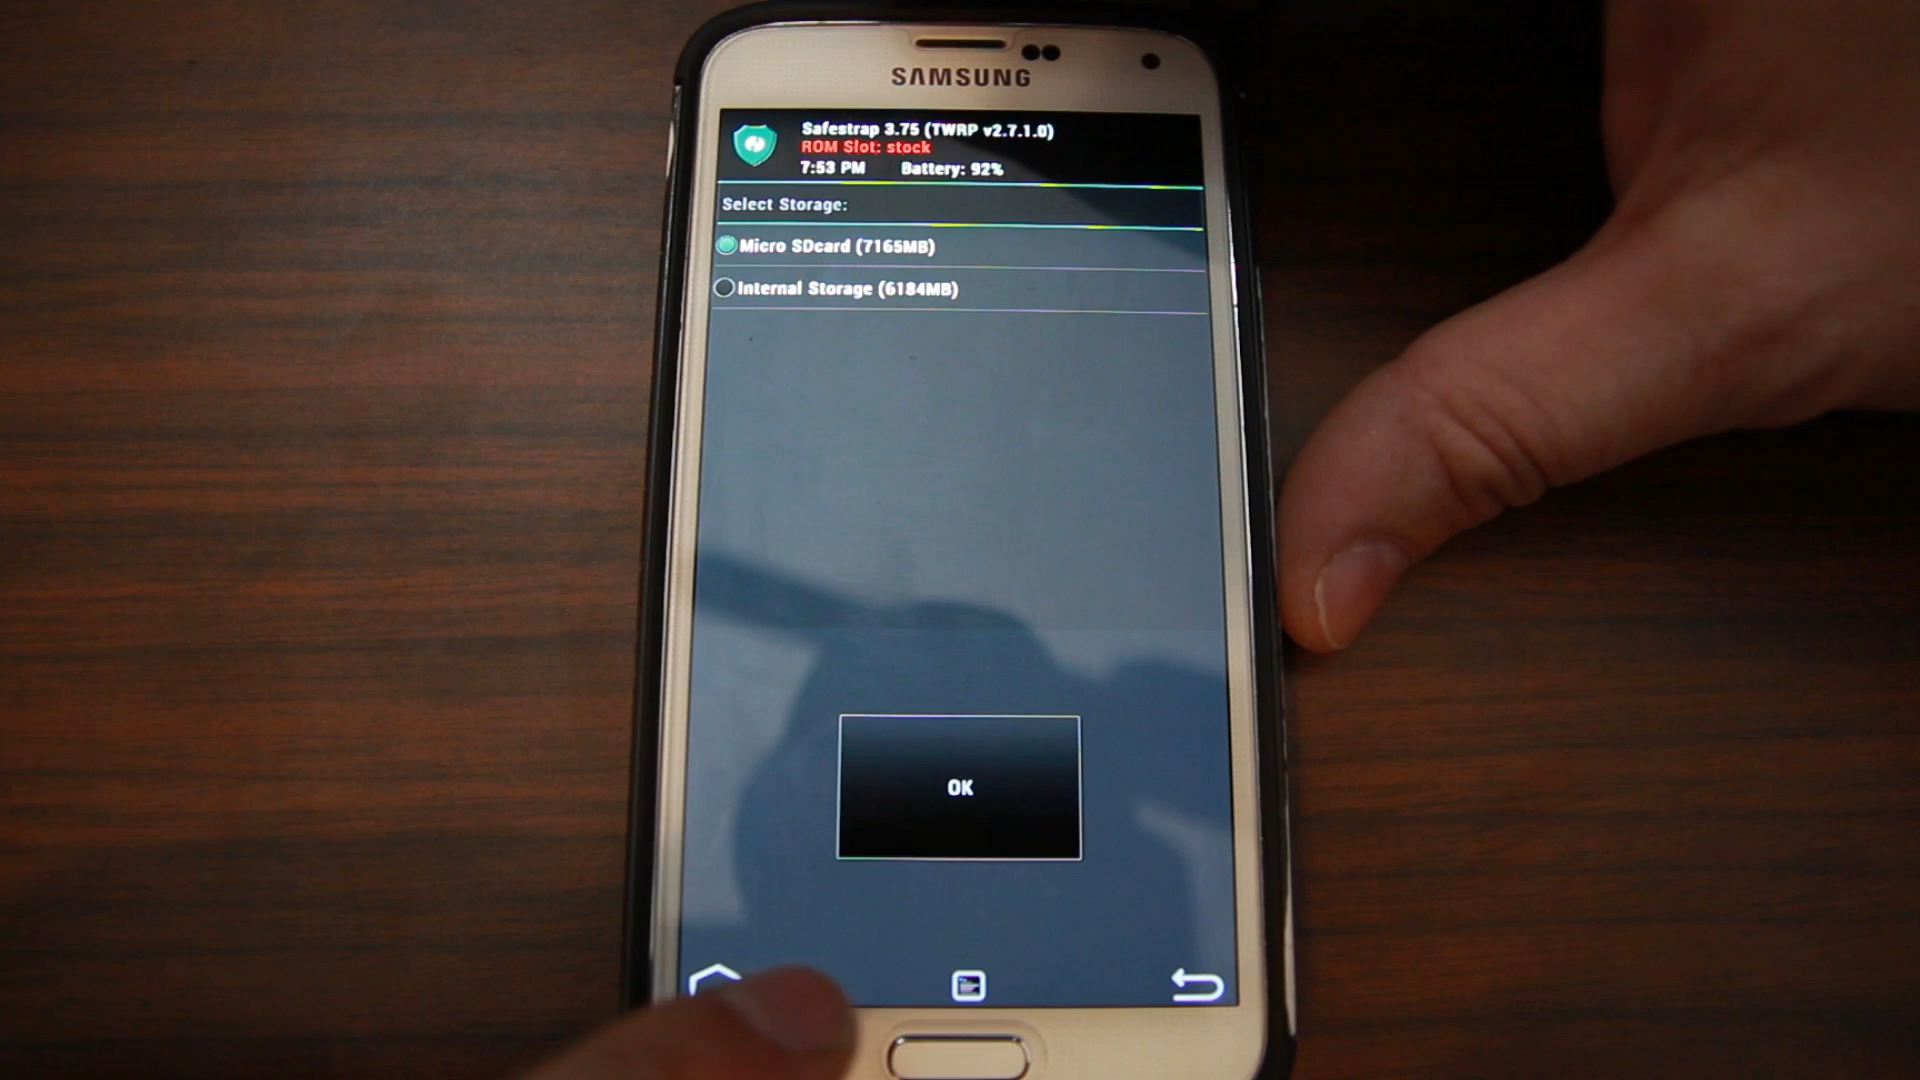 SAMSUNG
Safestrap 3.75 (TWRP v2.7.1.0)
ROM Slot: stock
7:53 PM Battery: 92%
Select Storage:
Micro SDcard (7165MB)
Internal Storage (6184MB)
OK